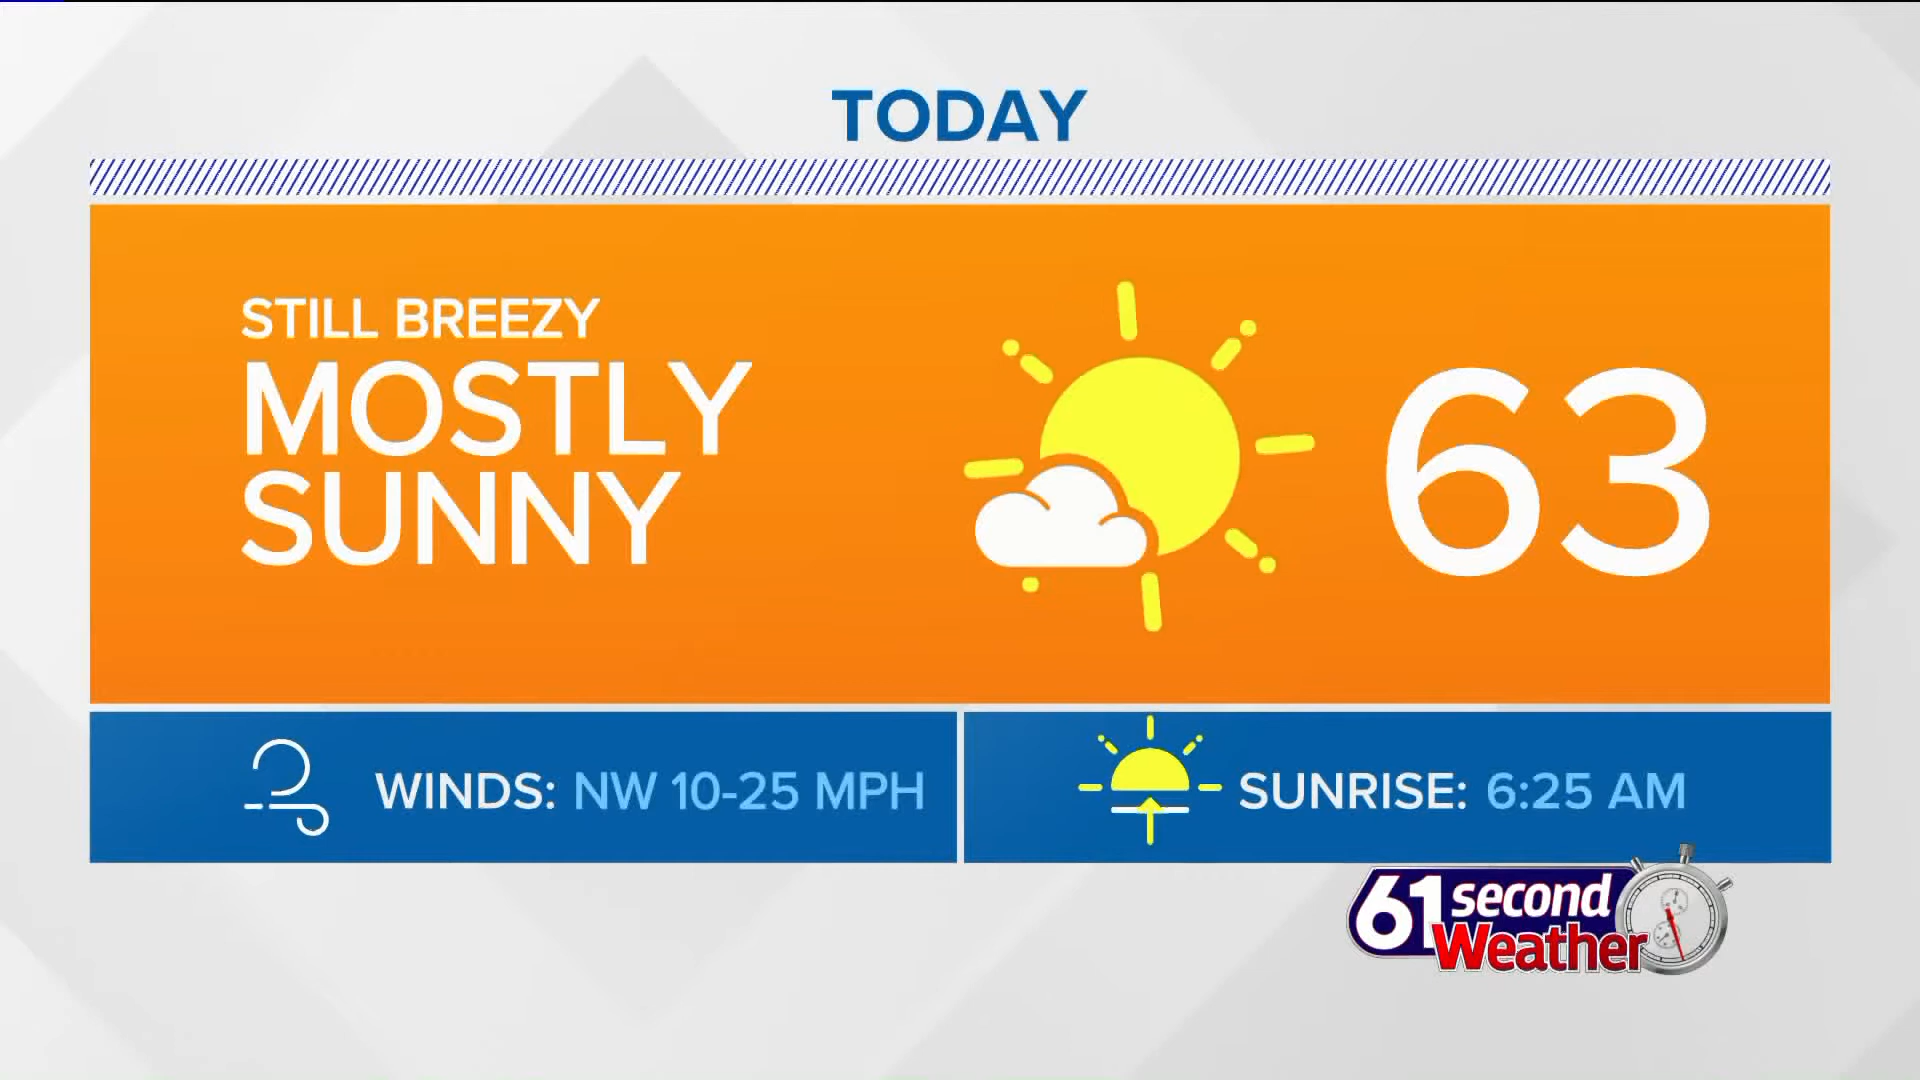 TODAY
STILL BREEZY
MOSTLY
SUNNY
63
WINDS: NW 10-25 MPH
SUNRISE: 6:25 AM
61 second
Weather